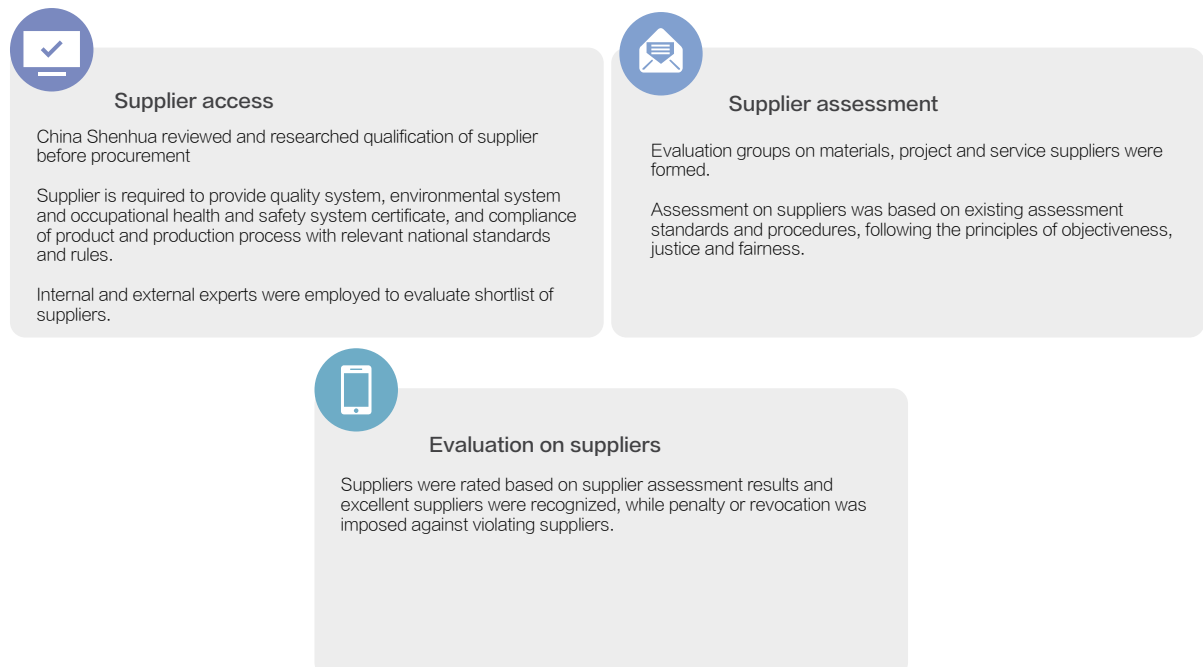 Supplier access
China Shenhua reviewed and researched qualification of supplier
before procurement
Supplier is required to provide quality system, environmental system
and occupational health and safety system certificate, and compliance
of product and production process with relevant national standards
and rules.
Internal and external experts were employed to evaluate shortlist of
suppliers.
Supplier assessment
Evaluation groups on materials, project and service suppliers were
formed.
Assessment on suppliers was based on existing assessment
standards and procedures, following the principles of objectiveness,
justice and fairness.
Evaluation on suppliers
Suppliers were rated based on supplier assessment results and
excellent suppliers were recognized, while penalty or revocation was
imposed against violating suppliers.